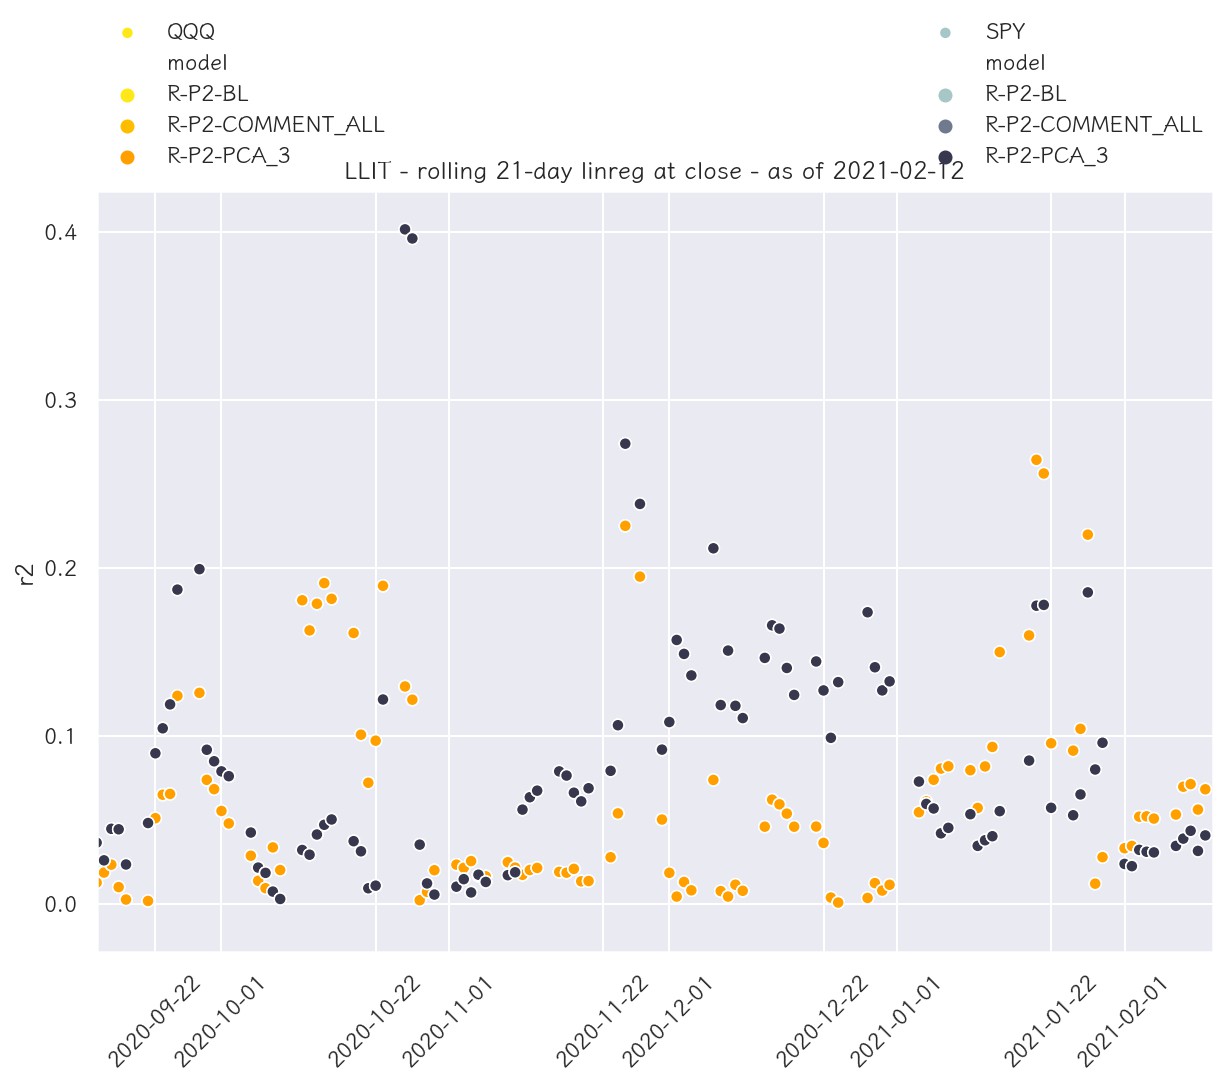 QQQ
model
R-P2-BL
R-P2-COMMENT_ALL
R-P2-PCA_3
SPY
model
R-P2-BL
R-P2-COMMENT_ALL
R-P2-PCA_3
LLIT - rolling 21-day linreg at close - as of 2021-02-12
r2
0.4
0.3
0.2
0.1
0.0
2020-09-22
2020-10-01
2020-10-22
2020-11-01
2020-11-22
2020-12-01
2020-12-22
2021-01-01
2021-01-22
2021-02-01